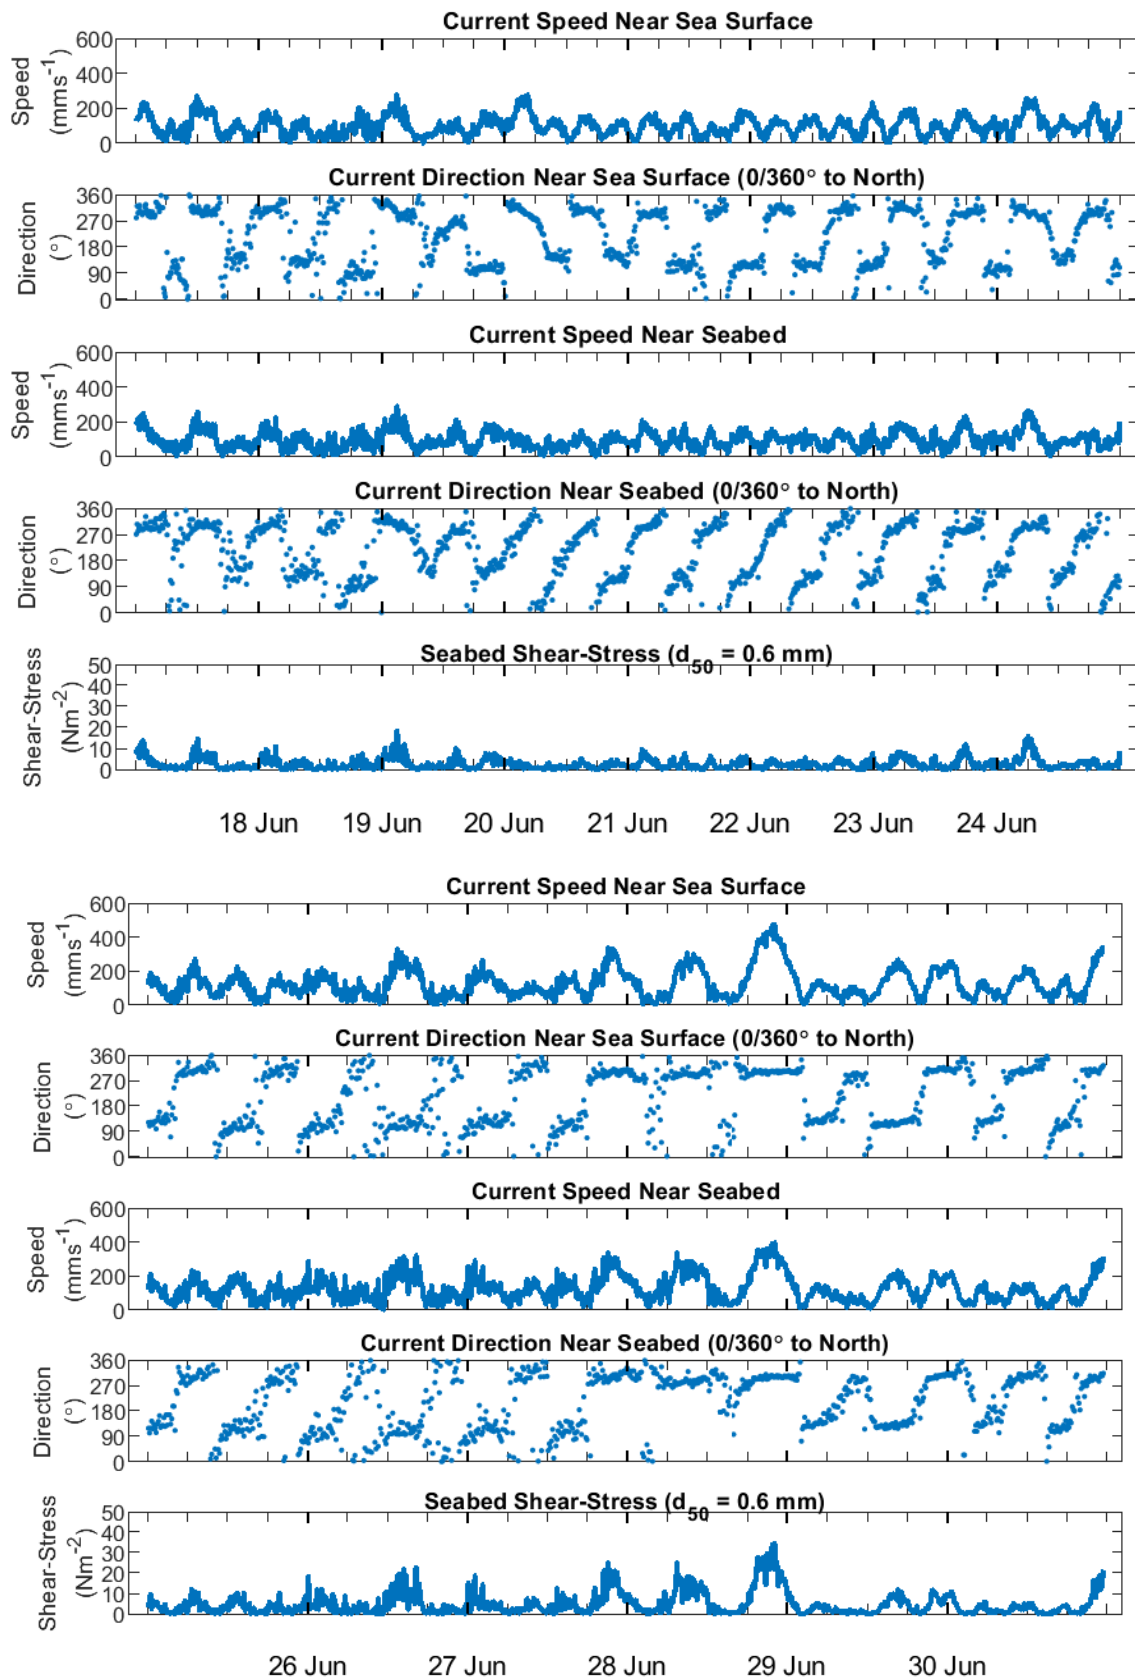 Current Speed Near Sea Surface
Speed
(mms⁻¹)
600
400
200
0
Current Direction Near Sea Surface (0/360° to North)
Direction
(°)
360
270
180
90
0
Current Speed Near Seabed
Speed
(mms⁻¹)
600
400
200
0
Current Direction Near Seabed (0/360° to North)
Direction
(°)
360
270
180
90
0
Seabed Shear-Stress (d₅₀ = 0.6 mm)
Shear-Stress
(Nm⁻²)
50
40
30
20
10
0
18 Jun 19 Jun 20 Jun 21 Jun 22 Jun 23 Jun 24 Jun
Current Speed Near Sea Surface
Speed
(mms⁻¹)
600
400
200
0
Current Direction Near Sea Surface (0/360° to North)
Direction
(°)
360
270
180
90
0
Current Speed Near Seabed
Speed
(mms⁻¹)
600
400
200
0
Current Direction Near Seabed (0/360° to North)
Direction
(°)
360
270
180
90
0
Seabed Shear-Stress (d₅₀ = 0.6 mm)
Shear-Stress
(Nm⁻²)
50
40
30
20
10
0
26 Jun 27 Jun 28 Jun 29 Jun 30 Jun